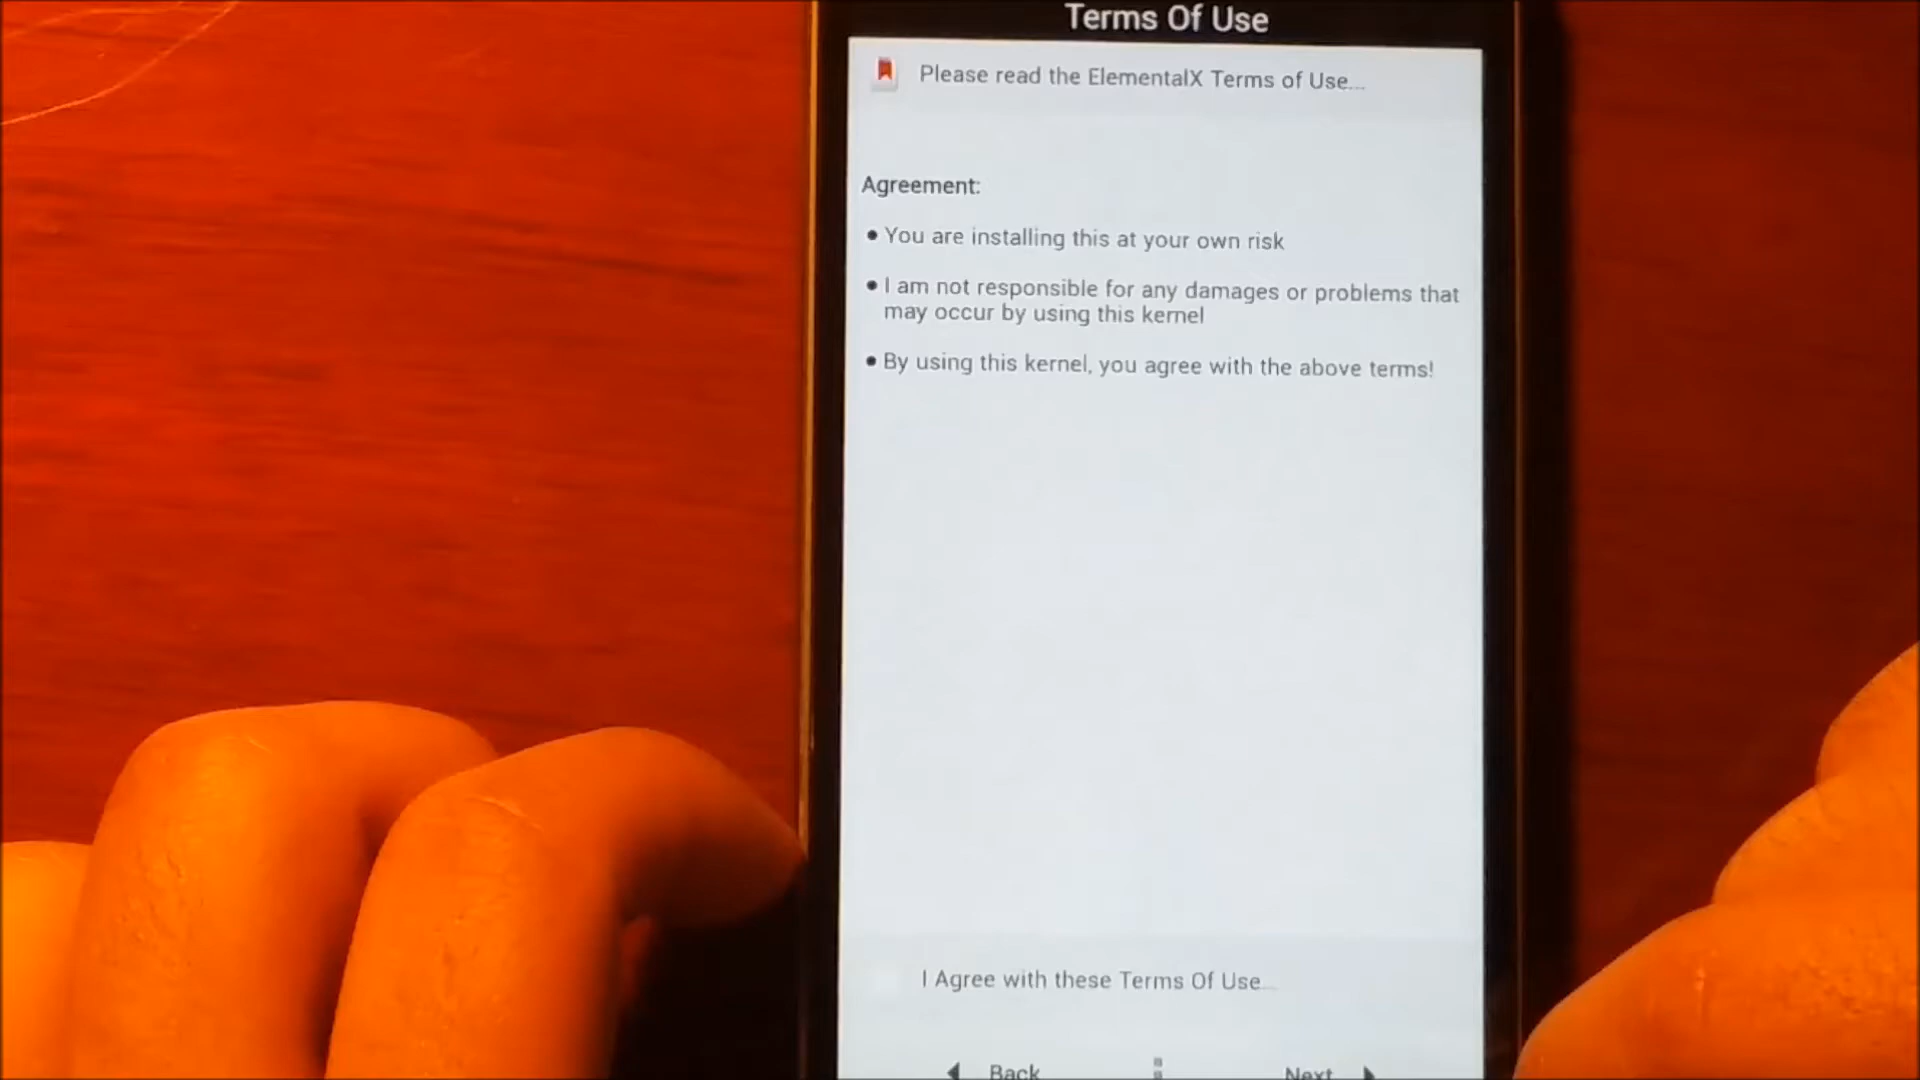 Terms Of Use
Please read the ElementalX Terms of Use...
Agreement:
• You are installing this at your own risk
• I am not responsible for any damages or problems that
may occur by using this kernel
• By using this kernel, you agree with the above terms!
I Agree with these Terms Of Use...
Back
Next